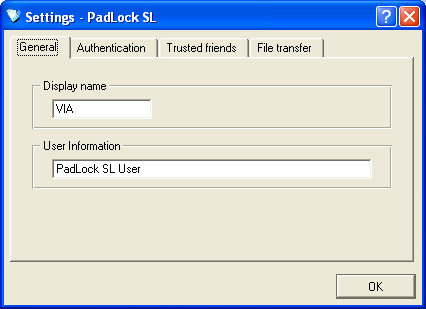 Settings - PadLock SL
General Authentication Trusted friends File transfer
Display name
VIA
User Information
PadLock SL User
OK